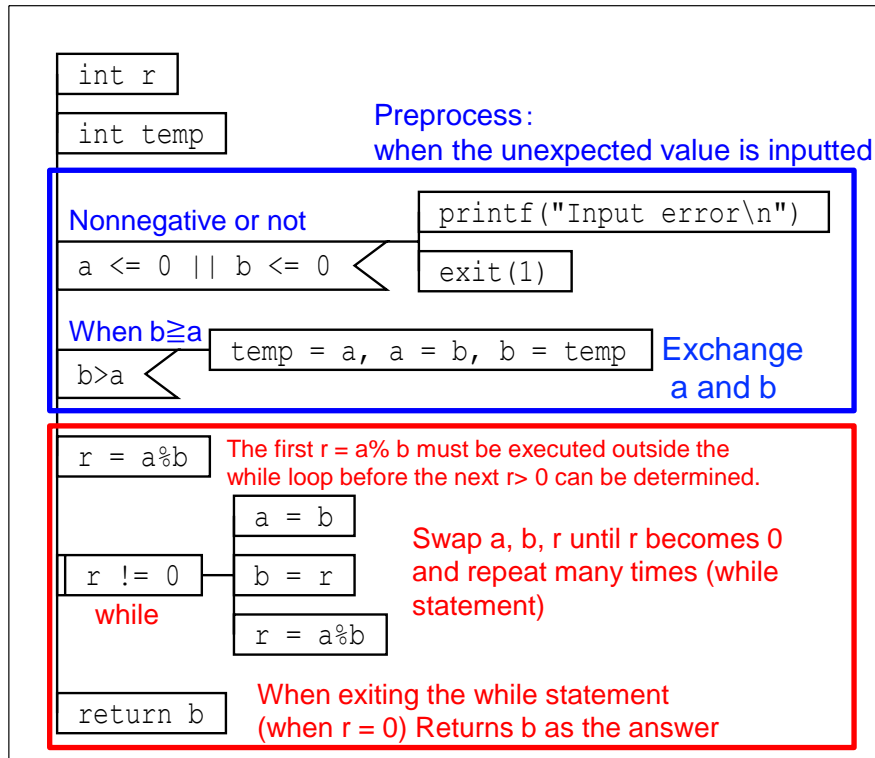 int r
int temp
Preprocess:
when the unexpected value is inputted
Nonnegative or not
printf("Input error\n")
a <= 0 || b <= 0
exit(1)
When b≧a
temp = a, a = b, b = temp
b>a
Exchange
a and b
r = a%b
The first r = a% b must be executed outside the
while loop before the next r> 0 can be determined.
a = b
Swap a, b, r until r becomes 0
and repeat many times (while
statement)
r != 0
b = r
while
r = a%b
When exiting the while statement
(when r = 0) Returns b as the answer
return b